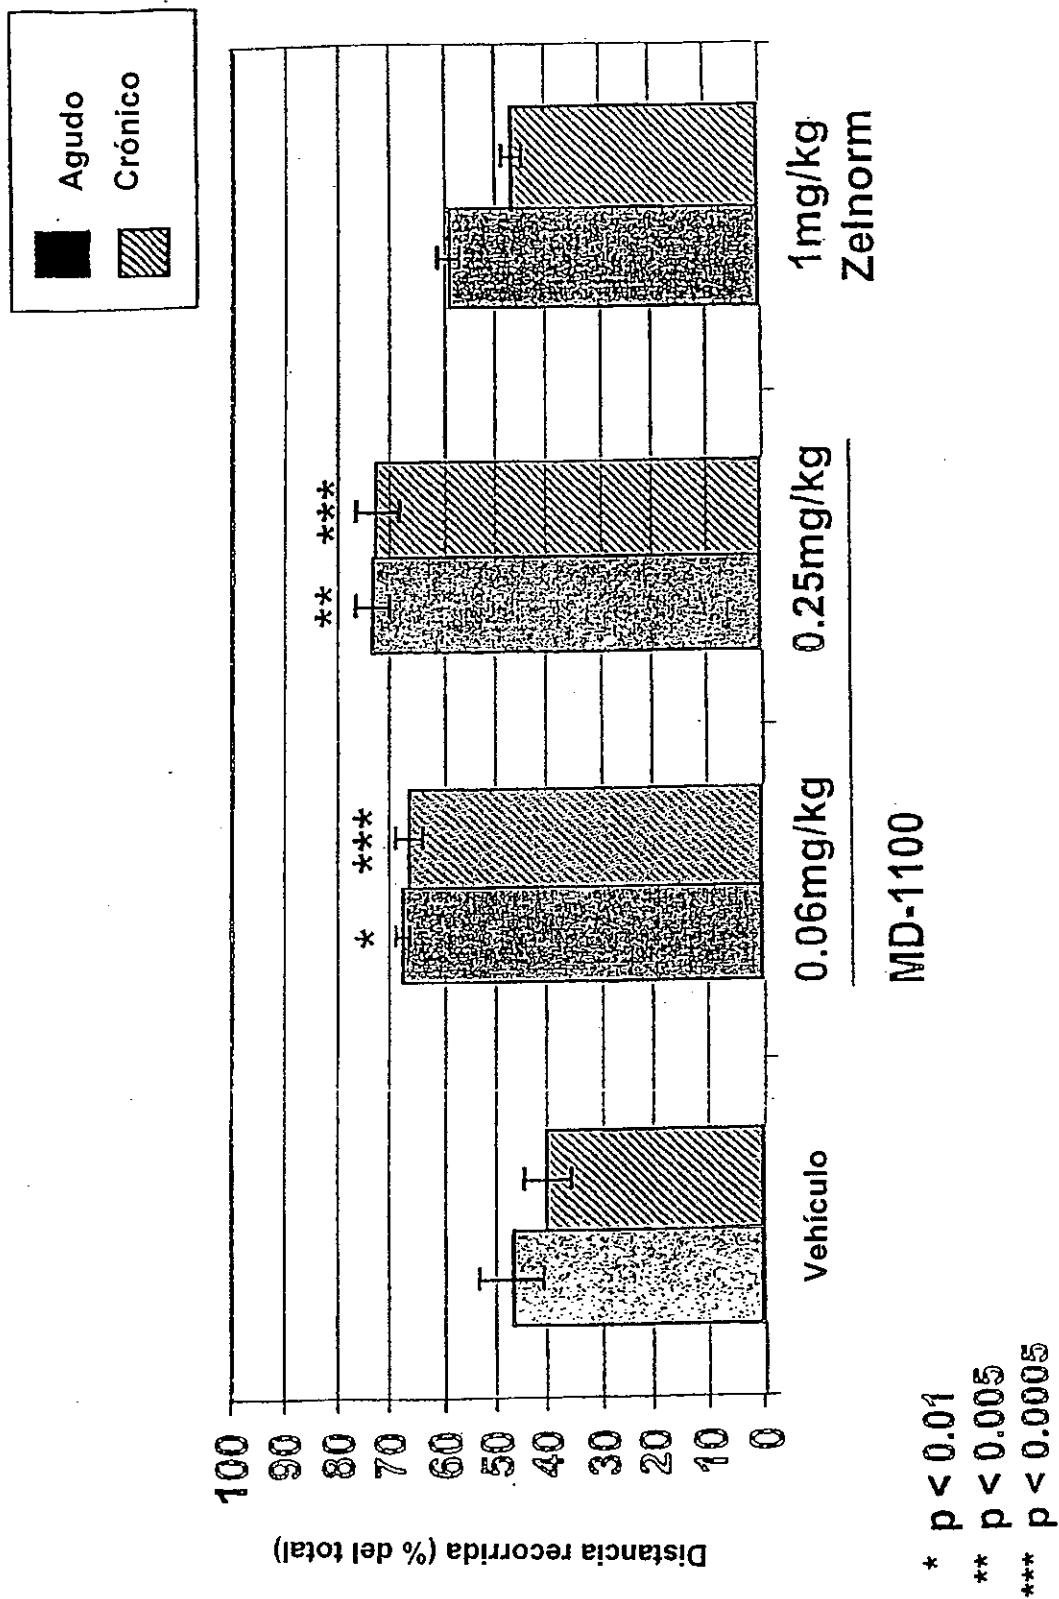 Agudo
Crónico
Distancia recorrida (% del total)
100
90
80
70
60
50
40
30
20
10
0
*
***
**
***
Vehículo
0.06mg/kg
0.25mg/kg
1mg/kg
Zelnorm
MD-1100
* p < 0.01
** p < 0.005
*** p < 0.0005